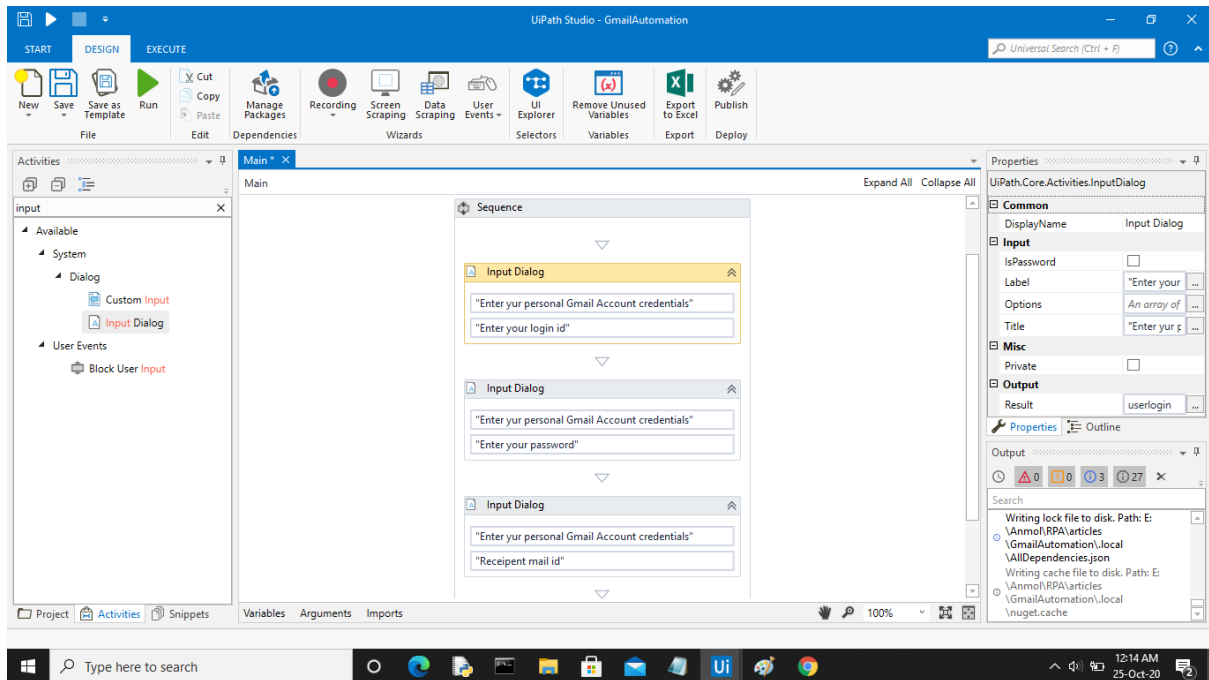 UiPath Studio - GmailAutomation
START DESIGN EXECUTE
Universal Search (Ctrl + F)
New
Save
Save as Template
Run
Cut
Copy
Paste
Manage Packages
Recording
Screen Scraping
Data Scraping
User Events
UI Explorer
Remove Unused Variables
Export to Excel
Publish
File Edit Dependencies Wizards Selectors Variables Export Deploy
Activities
input
Available
System
Dialog
Custom Input
Input Dialog
User Events
Block User Input
Project Activities Snippets
Main *
Main Expand All Collapse All
Sequence
Input Dialog
"Enter yur personal Gmail Account credentials"
"Enter your login id"
Input Dialog
"Enter yur personal Gmail Account credentials"
"Enter your password"
Input Dialog
"Enter yur personal Gmail Account credentials"
"Receipent mail id"
Variables Arguments Imports
100%
Properties
UiPath.Core.Activities.InputDialog
Common
DisplayName Input Dialog
Input
IsPassword
Label "Enter your ...
Options An array of ...
Title "Enter yur p ...
Misc
Private
Output
Result userlogin ...
Properties Outline
Output
0 0 3 27
Search
Writing lock file to disk. Path: E:
\Anmol\RPA\articles
\GmailAutomation\.local
\AllDependencies.json
Writing cache file to disk. Path: E:
\Anmol\RPA\articles
\GmailAutomation\.local
\nuget.cache
Type here to search
Ui
12:14 AM
25-Oct-20
2